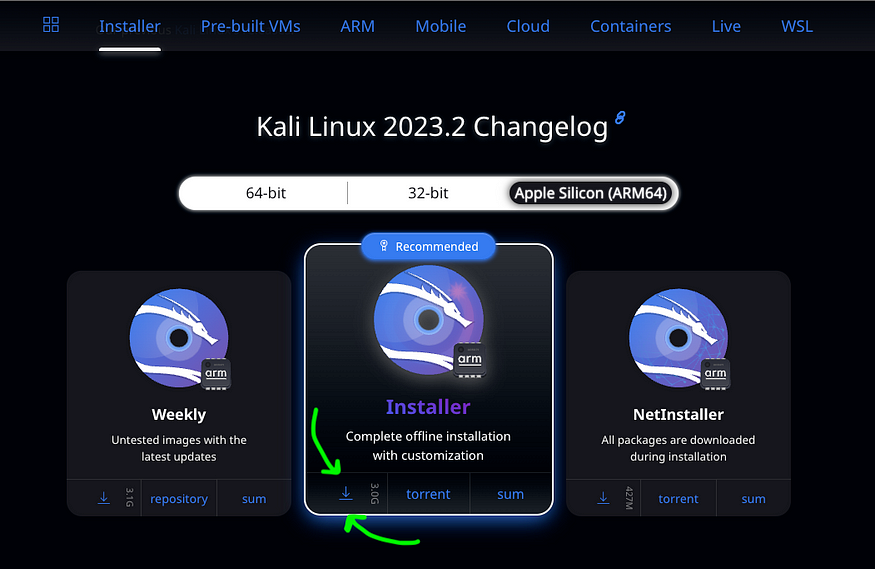 Installer Pre-built VMs ARM Mobile Cloud Containers Live WSL
Kali Linux 2023.2 Changelog
64-bit 32-bit Apple Silicon (ARM64)
Recommended
arm
Weekly
Untested images with the
latest updates
3.1G repository sum
arm
Installer
Complete offline installation
with customization
3.0G torrent sum
arm
NetInstaller
All packages are downloaded
during installation
427M torrent sum